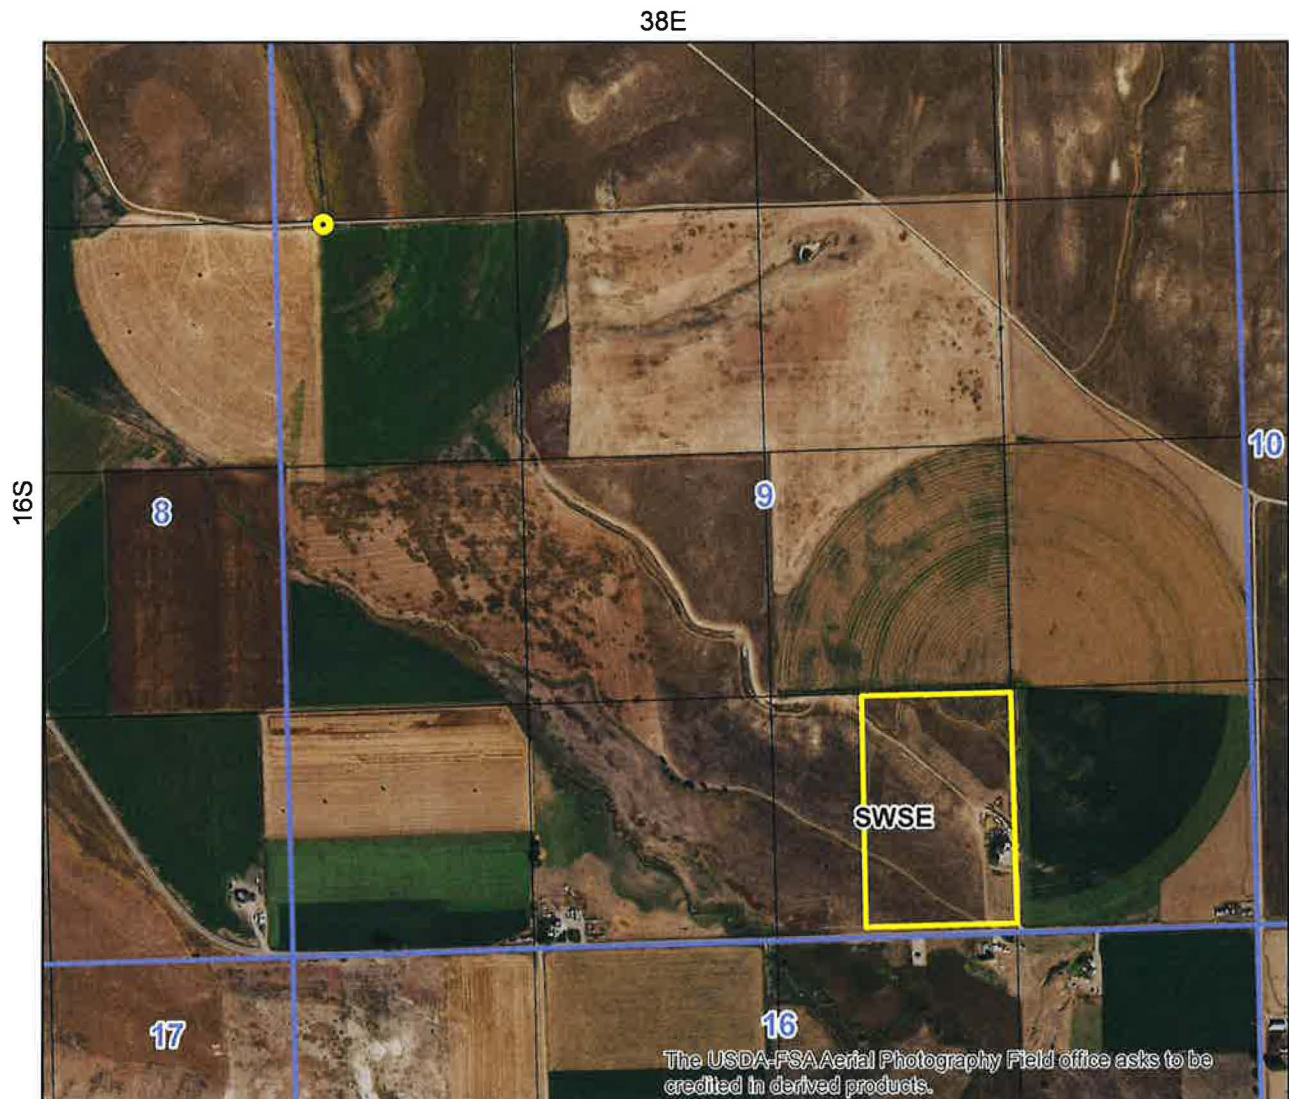 38E
16S
8
9
10
SWSE
17
16
The USDA-FSA Aerial Photography Field office asks to be
credited in derived products.